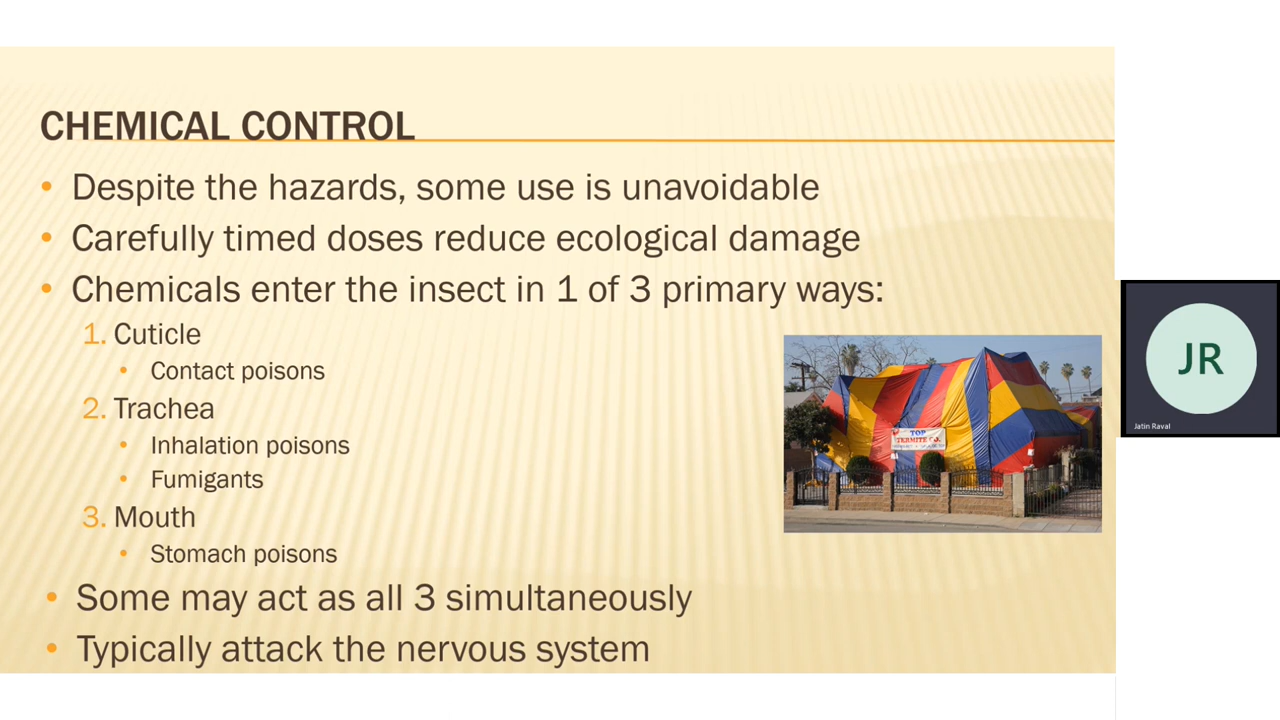 CHEMICAL CONTROL
• Despite the hazards, some use is unavoidable
• Carefully timed doses reduce ecological damage
• Chemicals enter the insect in 1 of 3 primary ways:
1. Cuticle
• Contact poisons
2. Trachea
• Inhalation poisons
• Fumigants
3. Mouth
• Stomach poisons
• Some may act as all 3 simultaneously
• Typically attack the nervous system
TOP
TERMITE CO.
JR
Jatin Raval